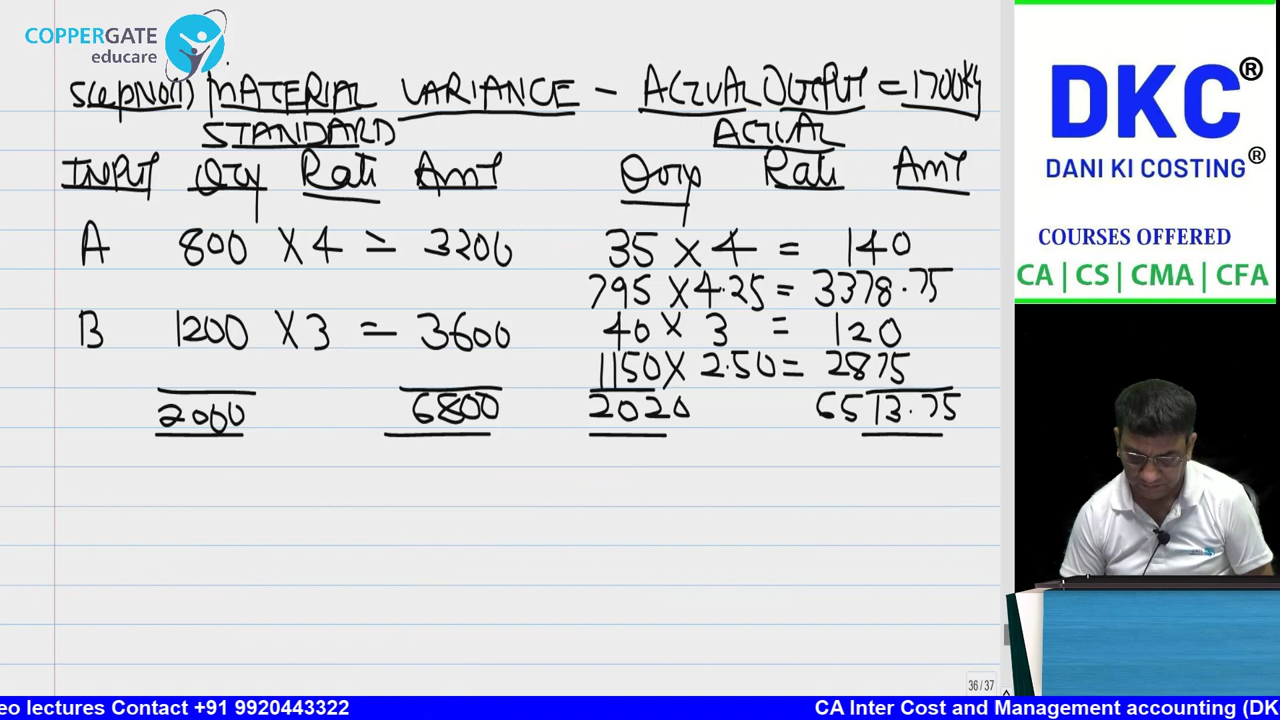 COPPERGATE
educare
Step No(1) MATERIAL VARIANCE – ACTUAL OUTPUT = 1700Kg
STANDARD ACTUAL
INPUT Qty Rate Amt Qty Rate Amt
A 800 X 4 = 3200 35 X 4 = 140
795 X 4.25 = 3378.75
B 1200 X 3 = 3600 40 X 3 = 120
1150 X 2.50 = 2875
2000 6800 2020 6513.75
DKC®
DANI KI COSTING®
COURSES OFFERED
CA | CS | CMA | CFA
36/37
eo lectures Contact +91 9920443322 CA Inter Cost and Management accounting (DK